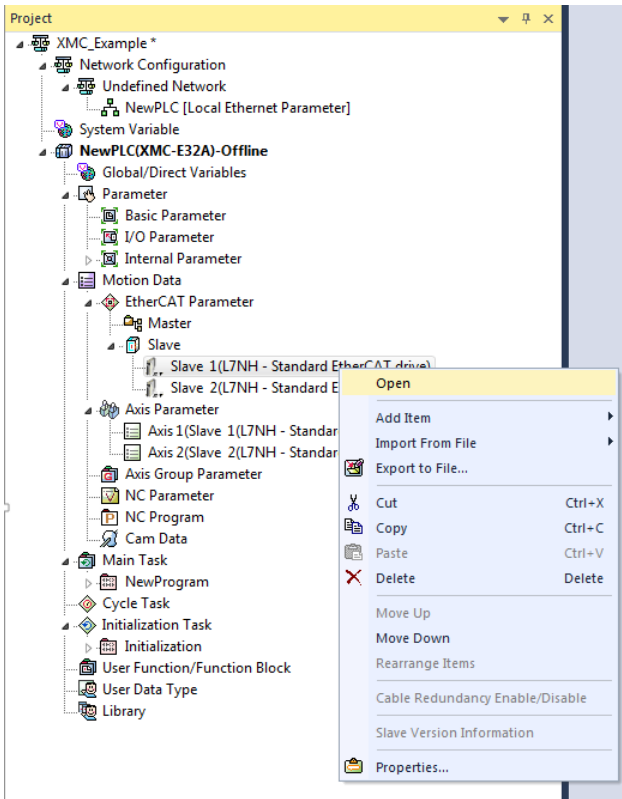 Project
XMC_Example *
Network Configuration
Undefined Network
NewPLC [Local Ethernet Parameter]
System Variable
NewPLC(XMC-E32A)-Offline
Global/Direct Variables
Parameter
Basic Parameter
I/O Parameter
Internal Parameter
Motion Data
EtherCAT Parameter
Master
Slave
Slave 1(L7NH - Standard EtherCAT drive)
Slave 2(L7NH - Standard E
Axis Parameter
Axis 1(Slave 1(L7NH - Standar
Axis 2(Slave 2(L7NH - Standar
Axis Group Parameter
NC Parameter
NC Program
Cam Data
Main Task
NewProgram
Cycle Task
Initialization Task
Initialization
User Function/Function Block
User Data Type
Library
Open
Add Item
Import From File
Export to File...
Cut Ctrl+X
Copy Ctrl+C
Paste Ctrl+V
Delete Delete
Move Up
Move Down
Rearrange Items
Cable Redundancy Enable/Disable
Slave Version Information
Properties...